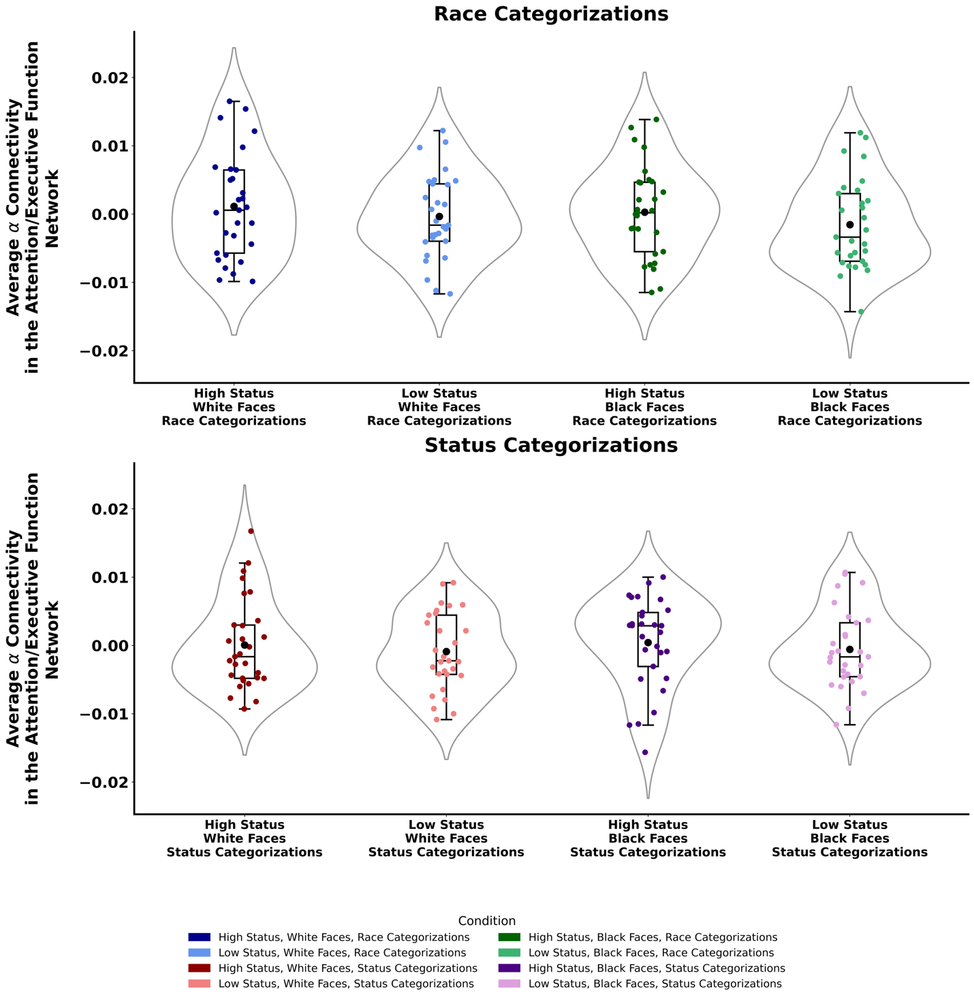 Race Categorizations
Average α Connectivity
in the Attention/Executive Function
Network
0.02
0.01
0.00
−0.01
−0.02
High Status
White Faces
Race Categorizations
Low Status
White Faces
Race Categorizations
High Status
Black Faces
Race Categorizations
Low Status
Black Faces
Race Categorizations
Status Categorizations
Average α Connectivity
in the Attention/Executive Function
Network
0.02
0.01
0.00
−0.01
−0.02
High Status
White Faces
Status Categorizations
Low Status
White Faces
Status Categorizations
High Status
Black Faces
Status Categorizations
Low Status
Black Faces
Status Categorizations
Condition
High Status, White Faces, Race Categorizations
Low Status, White Faces, Race Categorizations
High Status, White Faces, Status Categorizations
Low Status, White Faces, Status Categorizations
High Status, Black Faces, Race Categorizations
Low Status, Black Faces, Race Categorizations
High Status, Black Faces, Status Categorizations
Low Status, Black Faces, Status Categorizations